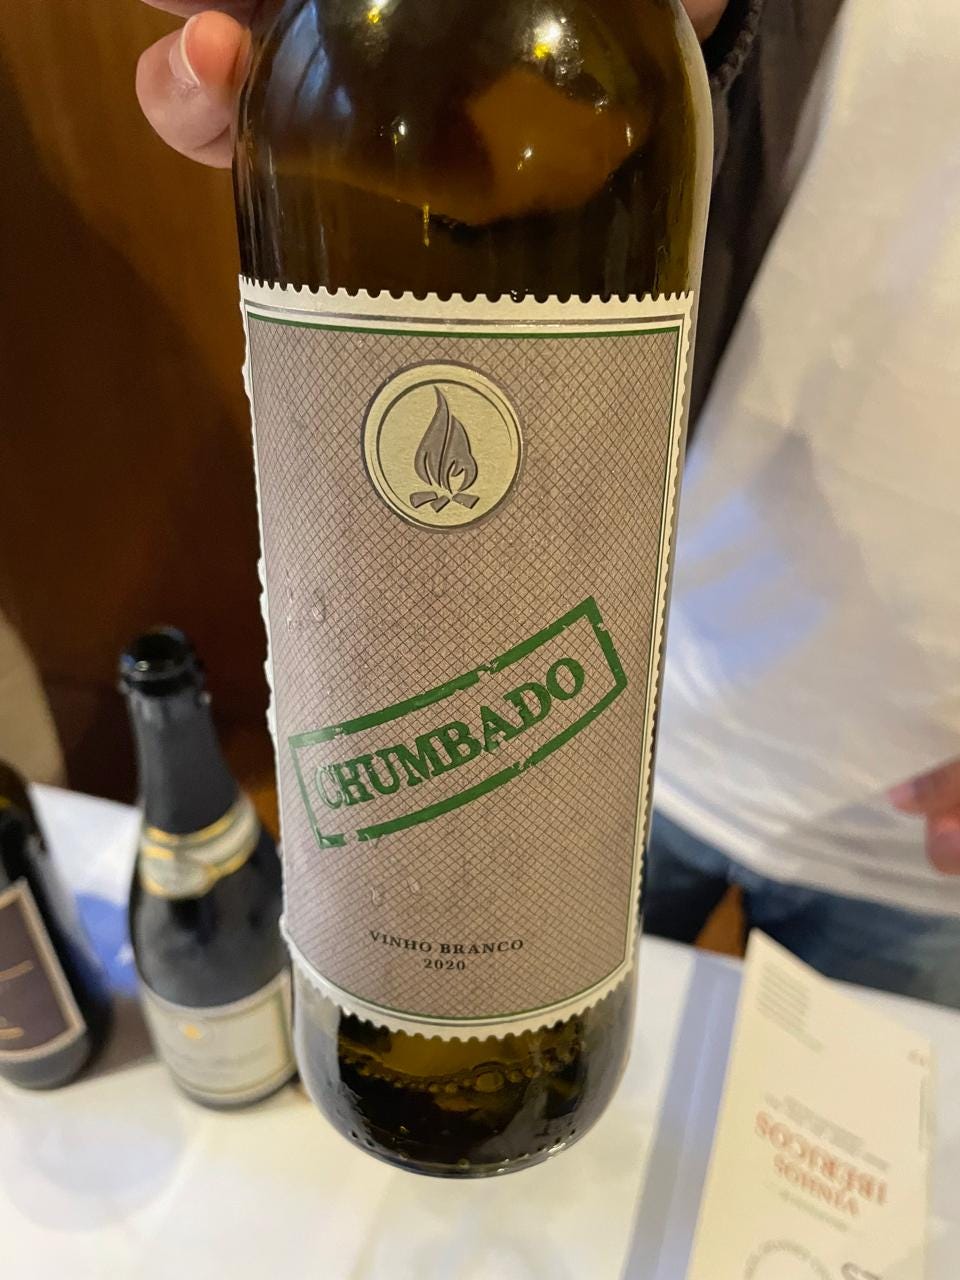 CHUMBADO
VINHO BRANCO
2020
VINHOS
IBÉRICOS